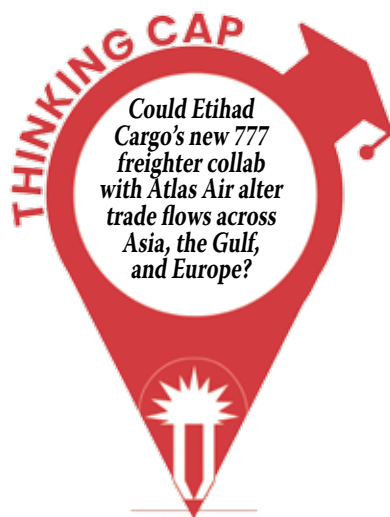 THINKING CAP
Could Etihad
Cargo's new 777
freighter collab
with Atlas Air alter
trade flows across
Asia, the Gulf,
and Europe?